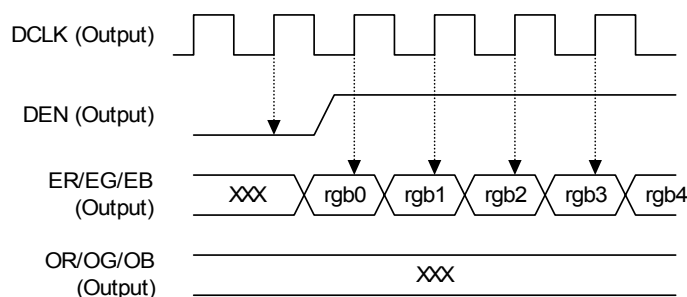 DCLK (Output)
DEN (Output)
ER/EG/EB
(Output)
XXX rgb0 rgb1 rgb2 rgb3 rgb4
OR/OG/OB
(Output)
XXX